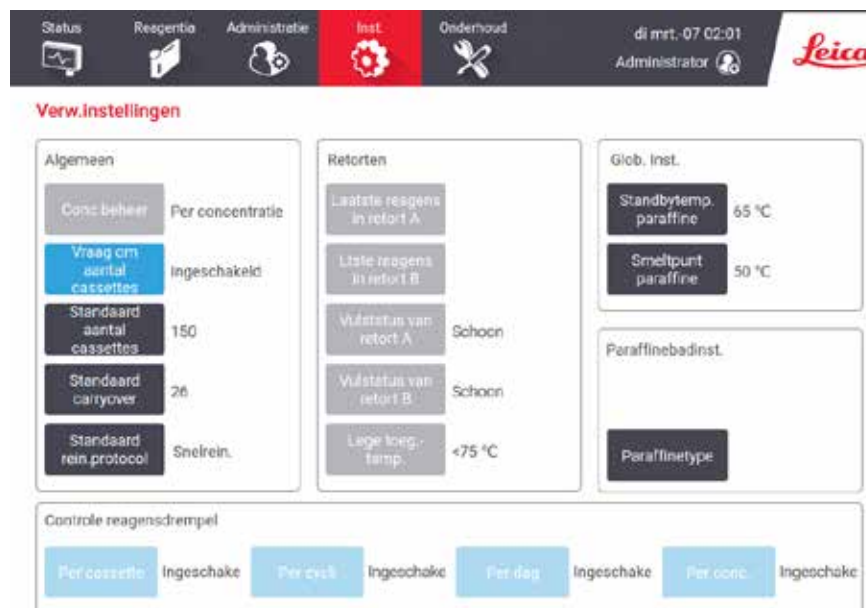 Status Reagentia Administratie Inst. Onderhoud
di mrt.-07 02:01
Administrator
Leica
Verw.instellingen
Algemeen
Conc.beheer
Per concentratie
Vraag om
aantal
cassettes
Ingeschakeld
Standaard
aantal
cassettes
150
Standaard
carryover
26
Standaard
rein.protocol
Snelrein.
Retorten
Laatste reagens
in retort A
Ltste reagens
in retort B
Vulstatus van
retort A
Schoon
Vulstatus van
retort B
Schoon
Lege toeg.-
temp.
<75 °C
Glob. Inst.
Standbytemp.
paraffine
65 °C
Smeltpunt
paraffine
50 °C
Paraffinebadinst.
Paraffinetype
Controle reagensdrempel
Per cassette Ingeschake Per cycli Ingeschake Per dag Ingeschake Per conc. Ingeschake